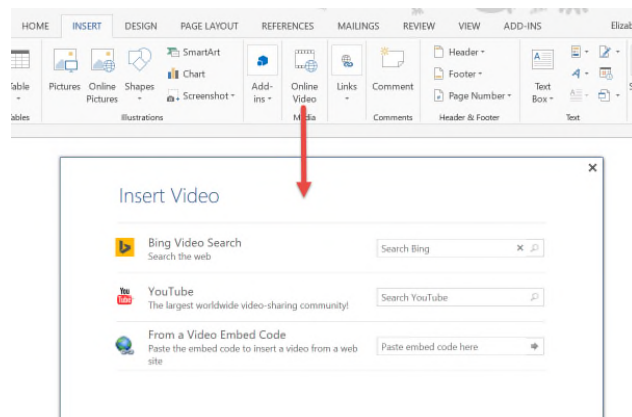 HOME INSERT DESIGN PAGE LAYOUT REFERENCES MAILINGS REVIEW VIEW ADD-INS
SmartArt
Chart
Screenshot
Pictures
Online
Pictures
Shapes
Add-
ins
Online
Video
Links
Comment
Header
Footer
Page Number
Text
Box
Illustrations
Media
Comments
Header & Footer
Text
Insert Video
Bing Video Search
Search the web
Search Bing
You
Tube
YouTube
The largest worldwide video-sharing community!
Search YouTube
From a Video Embed Code
Paste the embed code to insert a video from a web
site
Paste embed code here